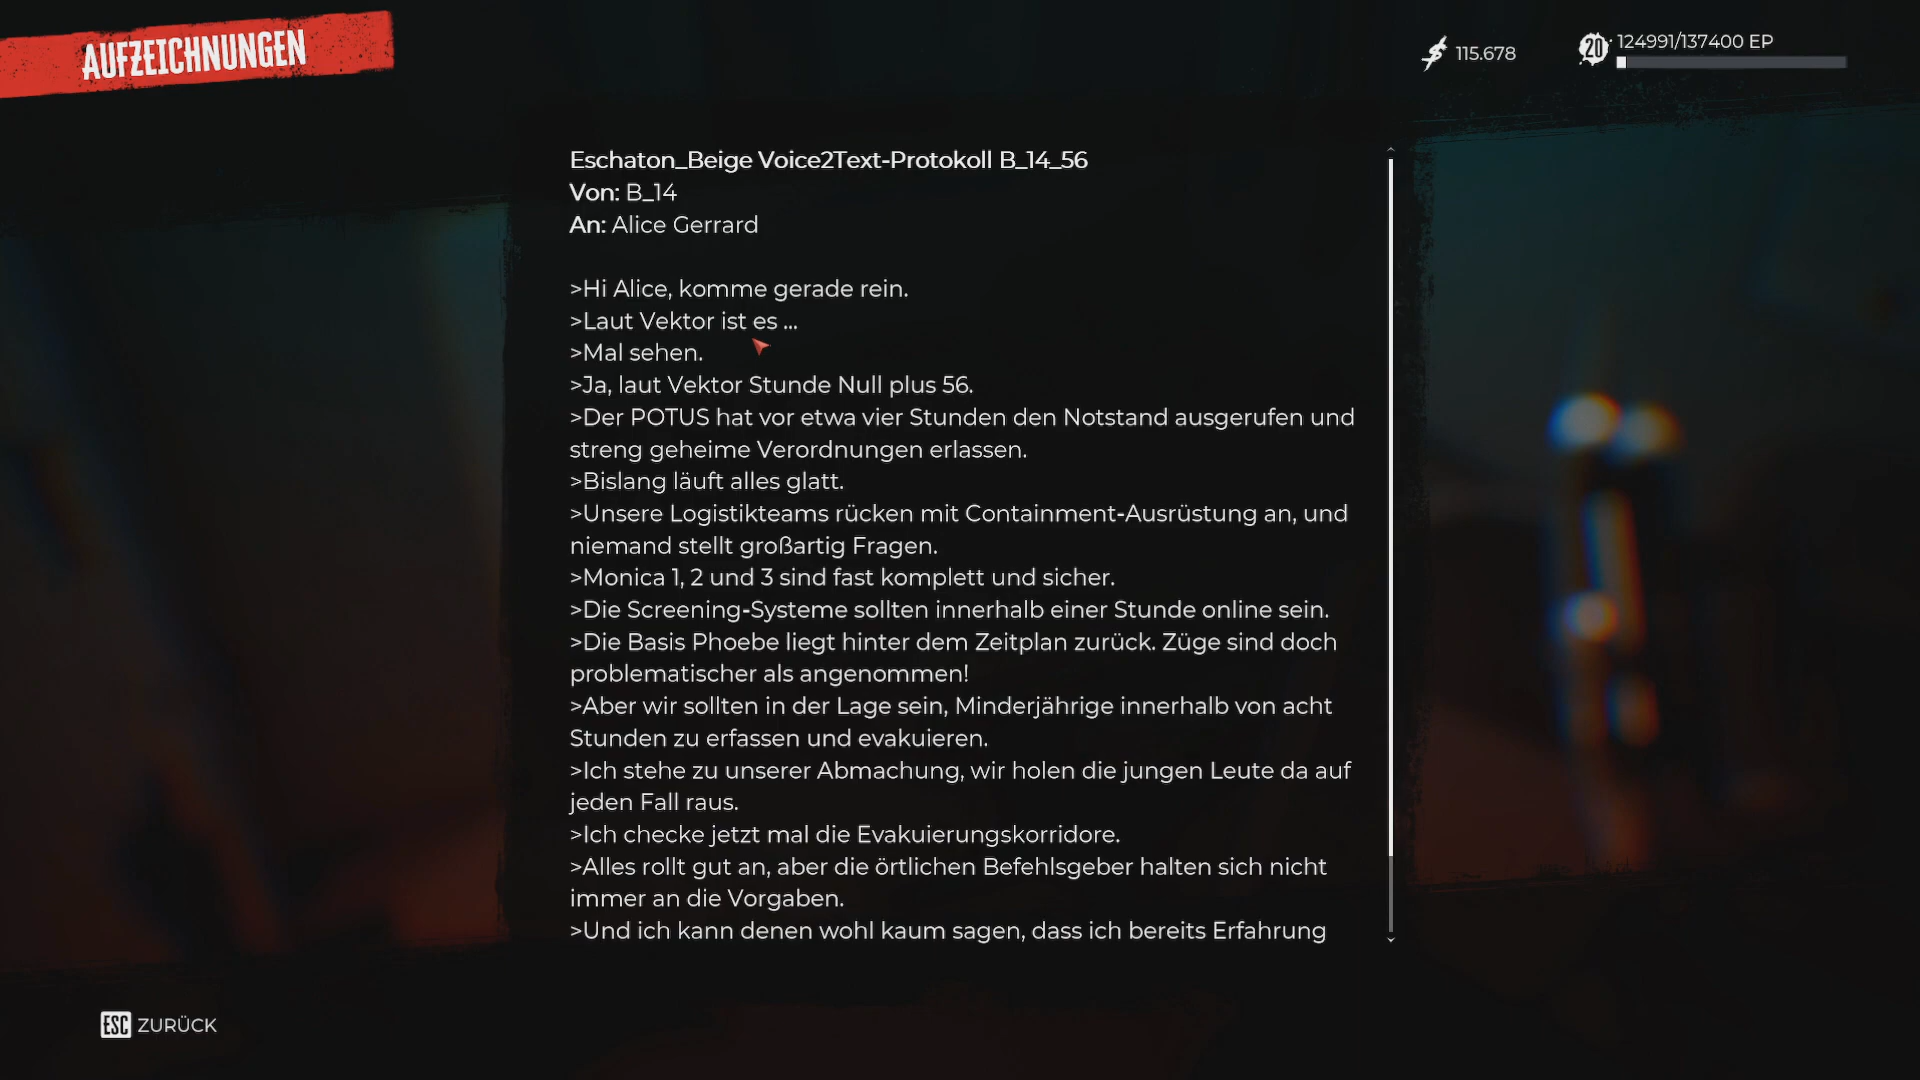 AUFZEICHNUNGEN
115.678
20
124991/137400 EP
Eschaton_Beige Voice2Text-Protokoll B_14_56
Von: B_14
An: Alice Gerrard
>Hi Alice, komme gerade rein.
>Laut Vektor ist es ...
>Mal sehen.
>Ja, laut Vektor Stunde Null plus 56.
>Der POTUS hat vor etwa vier Stunden den Notstand ausgerufen und
streng geheime Verordnungen erlassen.
>Bislang läuft alles glatt.
>Unsere Logistikteams rücken mit Containment-Ausrüstung an, und
niemand stellt großartig Fragen.
>Monica 1, 2 und 3 sind fast komplett und sicher.
>Die Screening-Systeme sollten innerhalb einer Stunde online sein.
>Die Basis Phoebe liegt hinter dem Zeitplan zurück. Züge sind doch
problematischer als angenommen!
>Aber wir sollten in der Lage sein, Minderjährige innerhalb von acht
Stunden zu erfassen und evakuieren.
>Ich stehe zu unserer Abmachung, wir holen die jungen Leute da auf
jeden Fall raus.
>Ich checke jetzt mal die Evakuierungskorridore.
>Alles rollt gut an, aber die örtlichen Befehlsgeber halten sich nicht
immer an die Vorgaben.
>Und ich kann denen wohl kaum sagen, dass ich bereits Erfahrung
ESC ZURÜCK